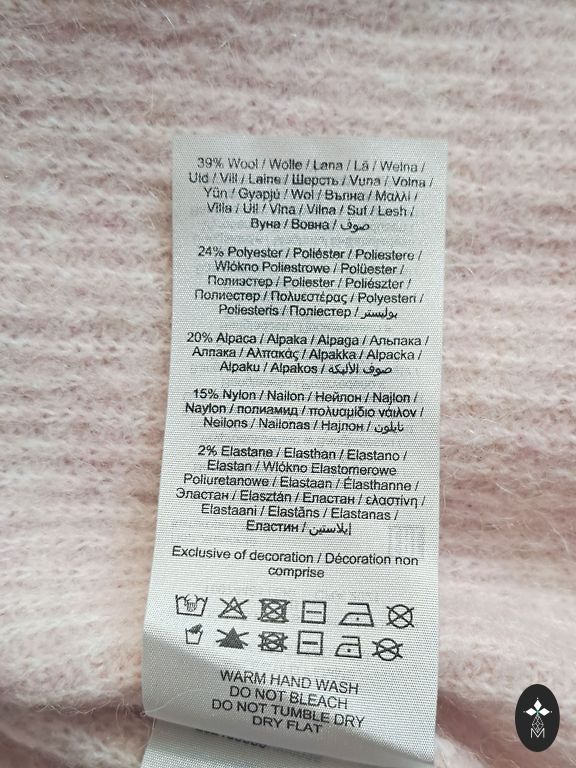 39% Wool / Wolle / Lana / Lã / Wełna /
Uld / Vill / Laine / Шерсть / Vuna / Volna /
Yün / Gyapjú / Wol / Вълна / Μαλλί /
Villa / Ull / Vlna / Vilna / Suf / Lesh /
Вуна / Вовна / صوف
24% Polyester / Poliéster / Poliestere /
Włókno Poliestrowe / Polüester /
Полиэстер / Poliester / Poliészter /
Полиестер / Πολυεστέρας / Polyesteri /
Poliesteris / Поліестер / بوليستر
20% Alpaca / Alpaka / Alpaga / Альпака /
Алпака / Αλπακάς / Alpakka / Alpacka /
Alpaku / Alpakos / صوف الألبكة
15% Nylon / Nailon / Нейлон / Najlon /
Naylon / полиамид / πολυαμίδιο νάιλον /
Neilons / Nailonas / Најлон / نايلون
2% Elastane / Elasthan / Elastano /
Elastan / Włókno Elastomerowe /
Poliuretanowe / Elastaan / Élasthanne /
Эластан / Elasztán / Еластан / ελαστίνη /
Elastaani / Elastāns / Elastanas /
Еластин / إيلاستين
Exclusive of decoration / Décoration non
comprise
WARM HAND WASH
DO NOT BLEACH
DO NOT TUMBLE DRY
DRY FLAT
M